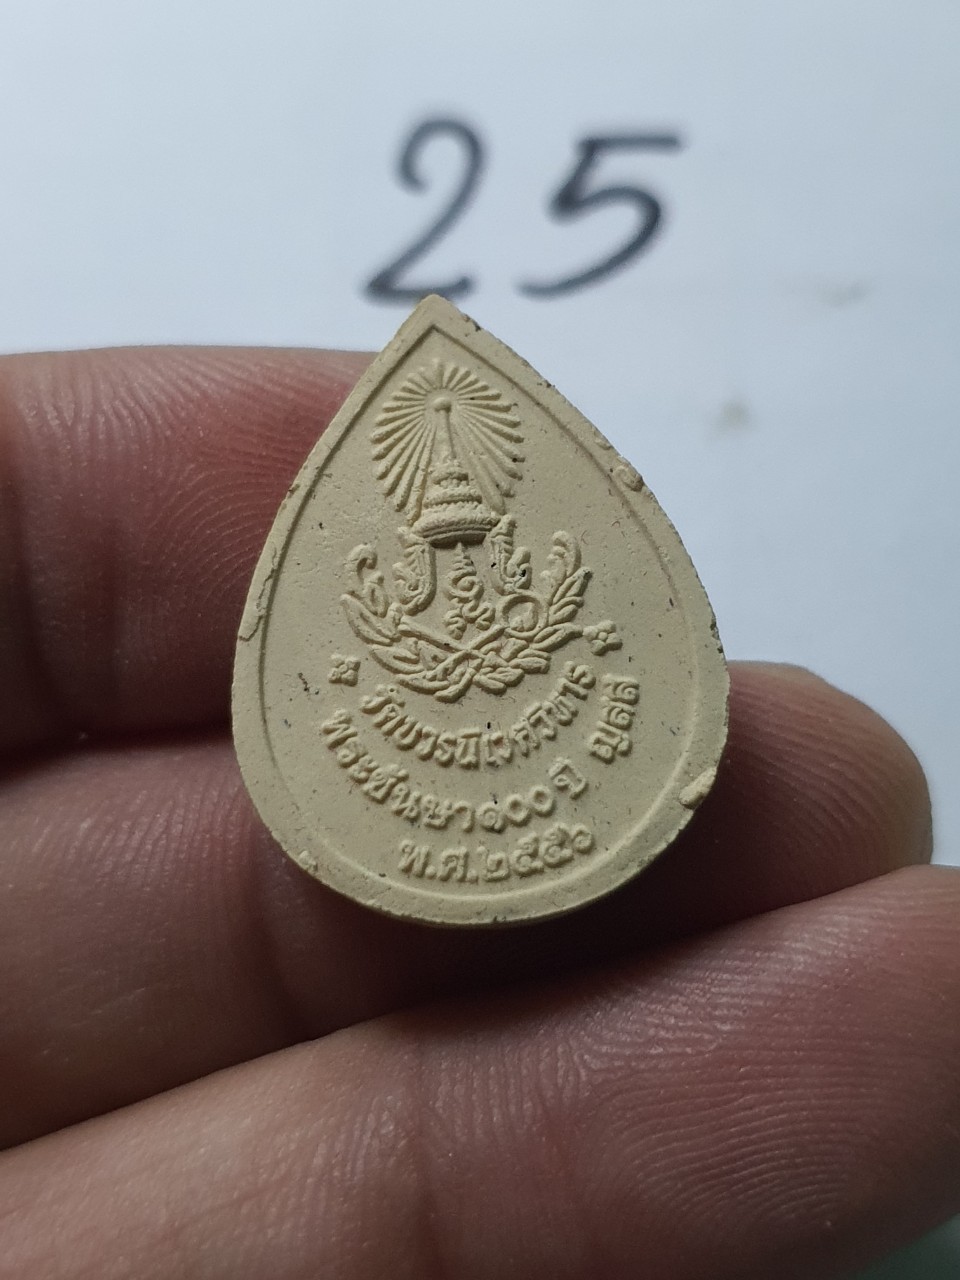 25
วัดบวรนิเวศวิหาร
พระชันษา๑๐๐ ปี ญสส
พ.ศ.๒๕๕๖